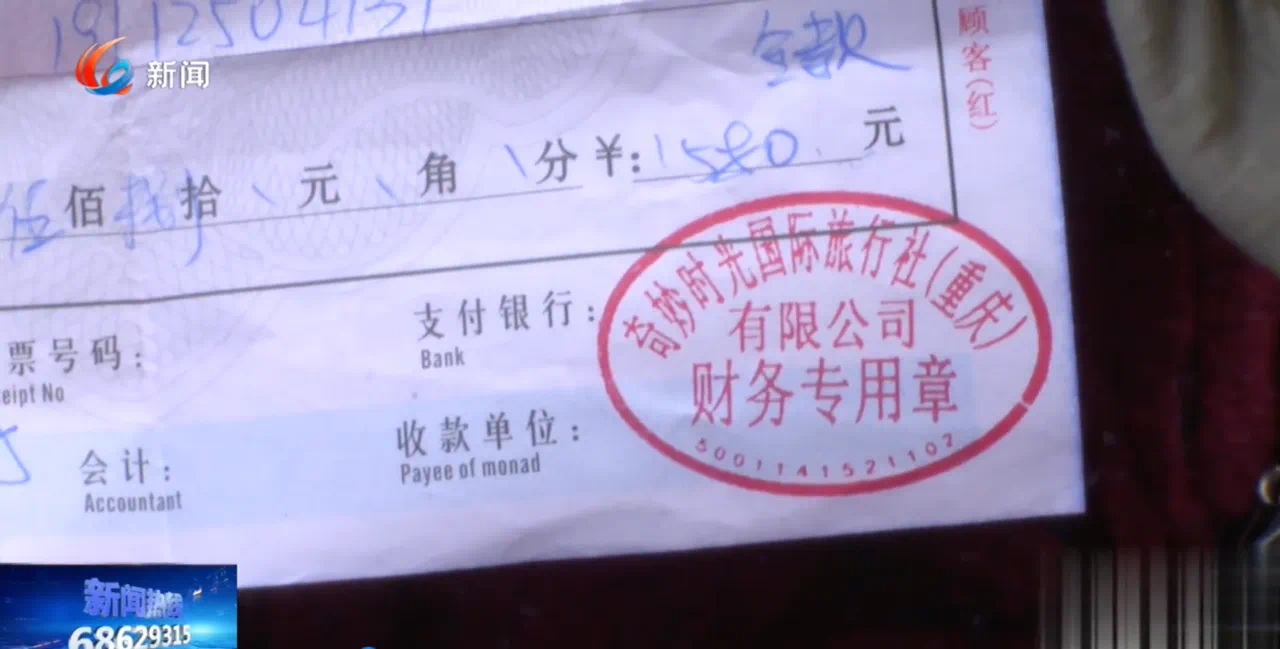 新闻
全款
顾客(红)
伍佰捌拾\元\角\分¥:1580.元
奇妙时光国际旅行社(重庆)
有限公司
财务专用章
5001141521102
票号码:
eipt No
支付银行:
Bank
会计:
Accountant
收款单位:
Payee of monad
新闻热线
68629315